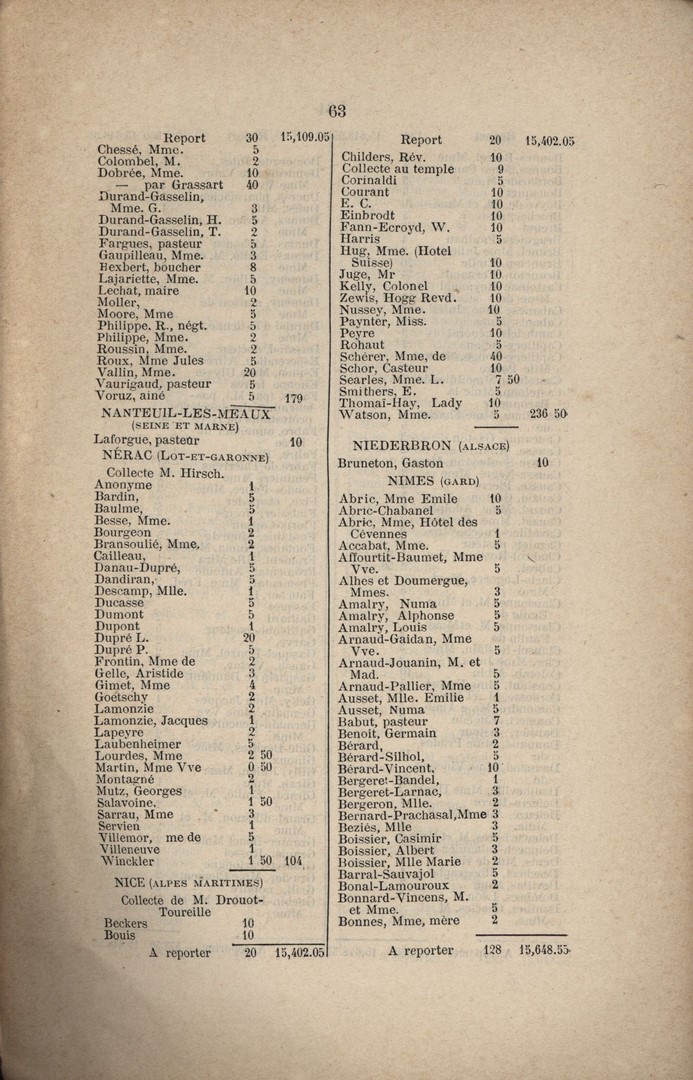 63
Report 30 15,109.05
Chessé, Mme. 5
Colombel, M. 2
Dobrée, Mme. 10
— par Grassart 40
Durand-Gasselin,
Mme. G. 3
Durand-Gasselin, H. 5
Durand-Gasselin, T. 2
Fargues, pasteur 5
Gaupilleau, Mme. 3
Hexbert, boucher 8
Lajariette, Mme. 5
Lechat, maire 10
Moller, 2
Moore, Mme 5
Philippe, R., négt. 5
Philippe, Mme. 2
Roussin, Mme. 2
Roux, Mme Jules 5
Vallin, Mme. 20
Vaurigaud, pasteur 5
Voruz, ainé 5 179
NANTEUIL-LES-MEAUX
(SEINE ET MARNE)
Laforgue, pasteur 10
NÉRAC (LOT-ET-GARONNE)
Collecte M. Hirsch.
Anonyme 1
Bardin, 5
Baulme, 5
Besse, Mme. 1
Bourgeon 2
Bransoulié, Mme, 2
Cailleau, 1
Danau-Dupré, 5
Dandiran, 5
Descamp, Mlle. 1
Ducasse 5
Dumont 5
Dupont 1
Dupré L. 20
Dupré P. 5
Frontin, Mme de 2
Gelle, Aristide 3
Gimet, Mme 4
Goëtschy 2
Lamonzie 2
Lamonzie, Jacques 1
Lapeyre 2
Laubenheimer 5
Lourdes, Mme 2 50
Martin, Mme Vve 0 50
Montagné 2
Mutz, Georges 1
Salavoine, 1 50
Sarrau, Mme 3
Servien 1
Villemor, me de 5
Villeneuve 1
Winckler 1 50 104
NICE (ALPES MARITIMES)
Collecte de M. Drouot-
Toureille
Beckers 10
Bouis 10
A reporter 20 15,402.05
Report 20 15,402.05
Childers, Rév. 10
Collecte au temple 9
Corinaldi 5
Courant 10
E. C. 10
Einbrodt 10
Fann-Ecroyd, W. 10
Harris 5
Hug, Mme. (Hotel
Suisse) 10
Juge, Mr 10
Kelly, Colonel 10
Zewis, Hogg Revd. 10
Nussey, Mme. 10
Paynter, Miss. 5
Peyre 10
Rohaut 5
Schérer, Mme, de 40
Schor, Casteur 10
Searles, Mme. L. 7 50
Smithers, E. 5
Thomaï-Hay, Lady 10
Watson, Mme. 5 236 50
NIEDERBRON (ALSACE)
Bruneton, Gaston 10
NIMES (GARD)
Abric, Mme Emile 10
Abric-Chabanel 5
Abric, Mme, Hôtel des
Cévennes 1
Accabat, Mme. 5
Affourtit-Baumet, Mme
Vve. 5
Alhes et Doumergue,
Mmes. 3
Amalry, Numa 5
Amalry, Alphonse 5
Amalry, Louis 5
Arnaud-Gaidan, Mme
Vve. 5
Arnaud-Jouanin, M. et
Mad. 5
Arnaud-Pallier, Mme 5
Ausset, Mlle. Emilie 1
Ausset, Numa 5
Babut, pasteur 7
Benoit, Germain 3
Bérard, 2
Bérard-Silhol, 5
Bérard-Vincent, 10
Bergeret-Bandel, 1
Bergeret-Larnac, 3
Bergeron, Mlle. 2
Bernard-Prachasal,Mme 3
Beziés, Mlle 3
Boissier, Casimir 5
Boissier, Albert 3
Boissier, Mlle Marie 2
Barral-Sauvajol 5
Bonal-Lamouroux 2
Bonnard-Vincens, M.
et Mme. 5
Bonnes, Mme, mère 2
A reporter 128 15,648.55